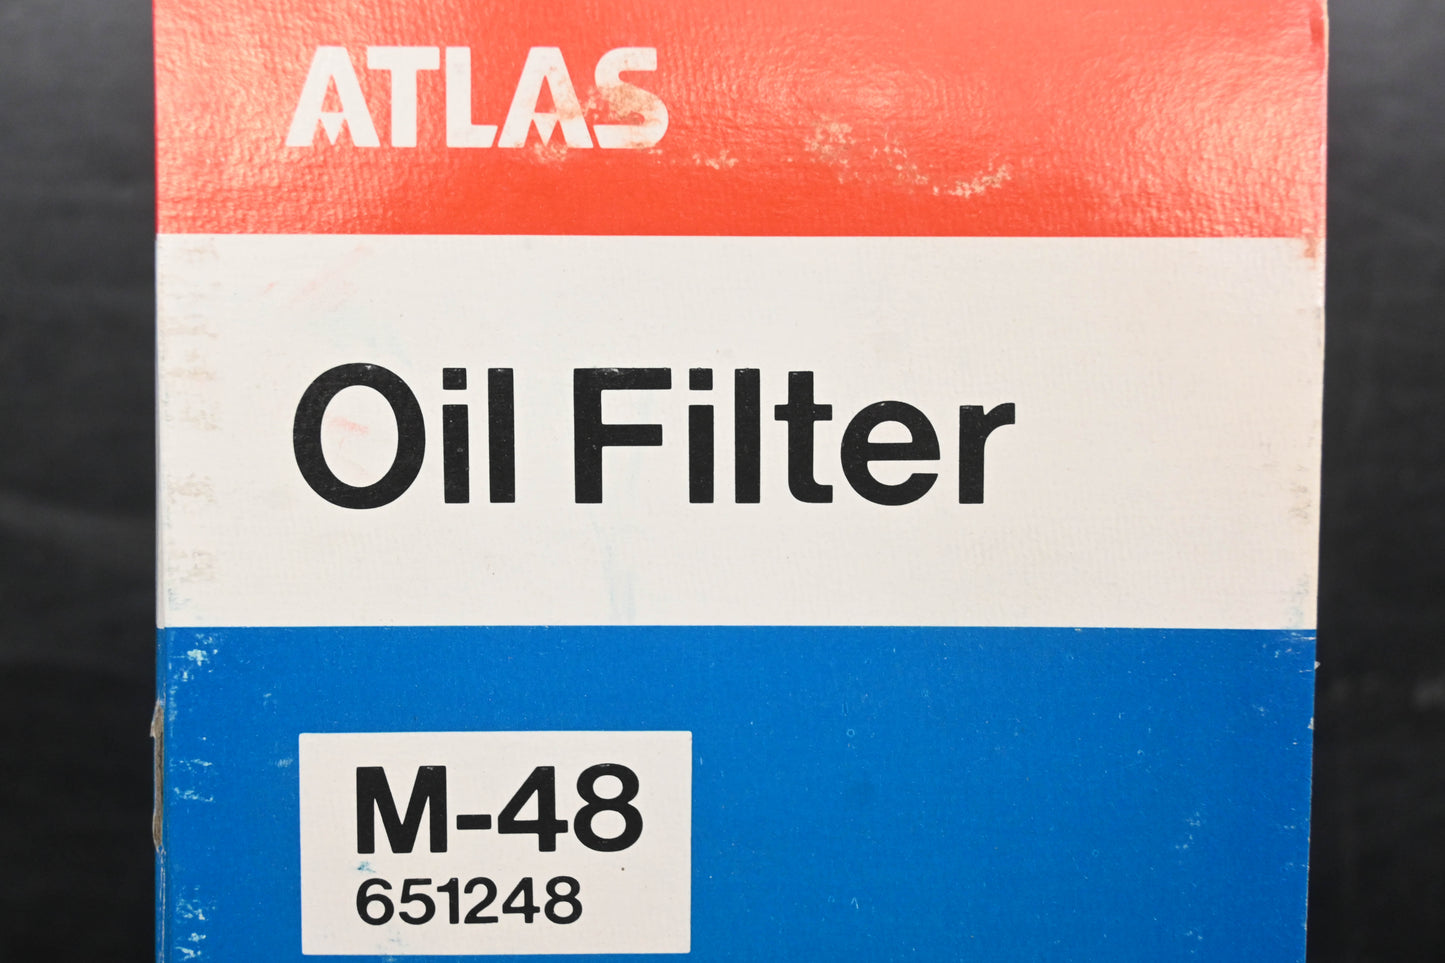 ATLAS
Oil Filter
M-48
651248